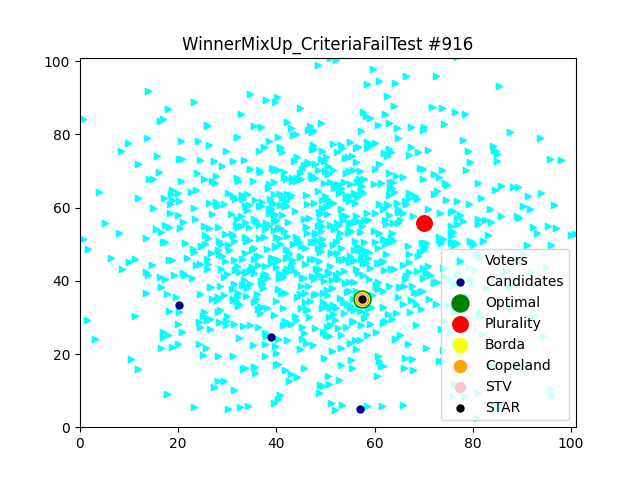 WinnerMixUp_CriteriaFailTest #916
100
80
60
40
20
0
0
20
40
60
80
100
Voters
Candidates
Optimal
Plurality
Borda
Copeland
STV
STAR